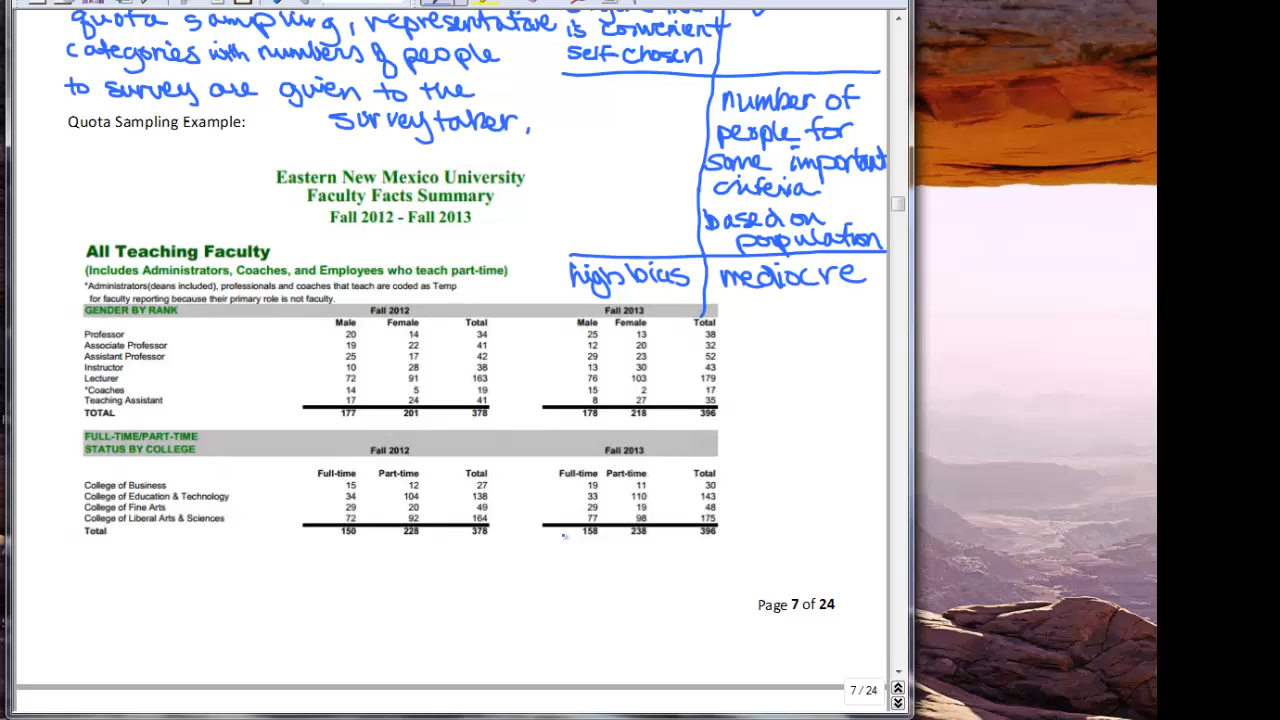 quota sampling, representative
categories with numbers of people
to survey are given to the
survey taker.
is convenient
self-chosen
number of
people for
some important
criteria
based on
population
high bias mediocre
Quota Sampling Example:
Eastern New Mexico University
Faculty Facts Summary
Fall 2012 - Fall 2013
All Teaching Faculty
(Includes Administrators, Coaches, and Employees who teach part-time)
*Administrators(deans included), professionals and coaches that teach are coded as Temp
for faculty reporting because their primary role is not faculty.
GENDER BY RANK Fall 2012 Fall 2013
Male Female Total Male Female Total
Professor 20 14 34 25 13 38
Associate Professor 19 22 41 12 20 32
Assistant Professor 25 17 42 29 23 52
Instructor 10 28 38 13 30 43
Lecturer 72 91 163 76 103 179
*Coaches 14 5 19 15 2 17
Teaching Assistant 17 24 41 8 27 35
TOTAL 177 201 378 178 218 396
FULL-TIME/PART-TIME
STATUS BY COLLEGE Fall 2012 Fall 2013
Full-time Part-time Total Full-time Part-time Total
College of Business 15 12 27 19 11 30
College of Education & Technology 34 104 138 33 110 143
College of Fine Arts 29 20 49 29 19 48
College of Liberal Arts & Sciences 72 92 164 77 98 175
Total 150 228 378 158 238 396
Page 7 of 24
7 / 24